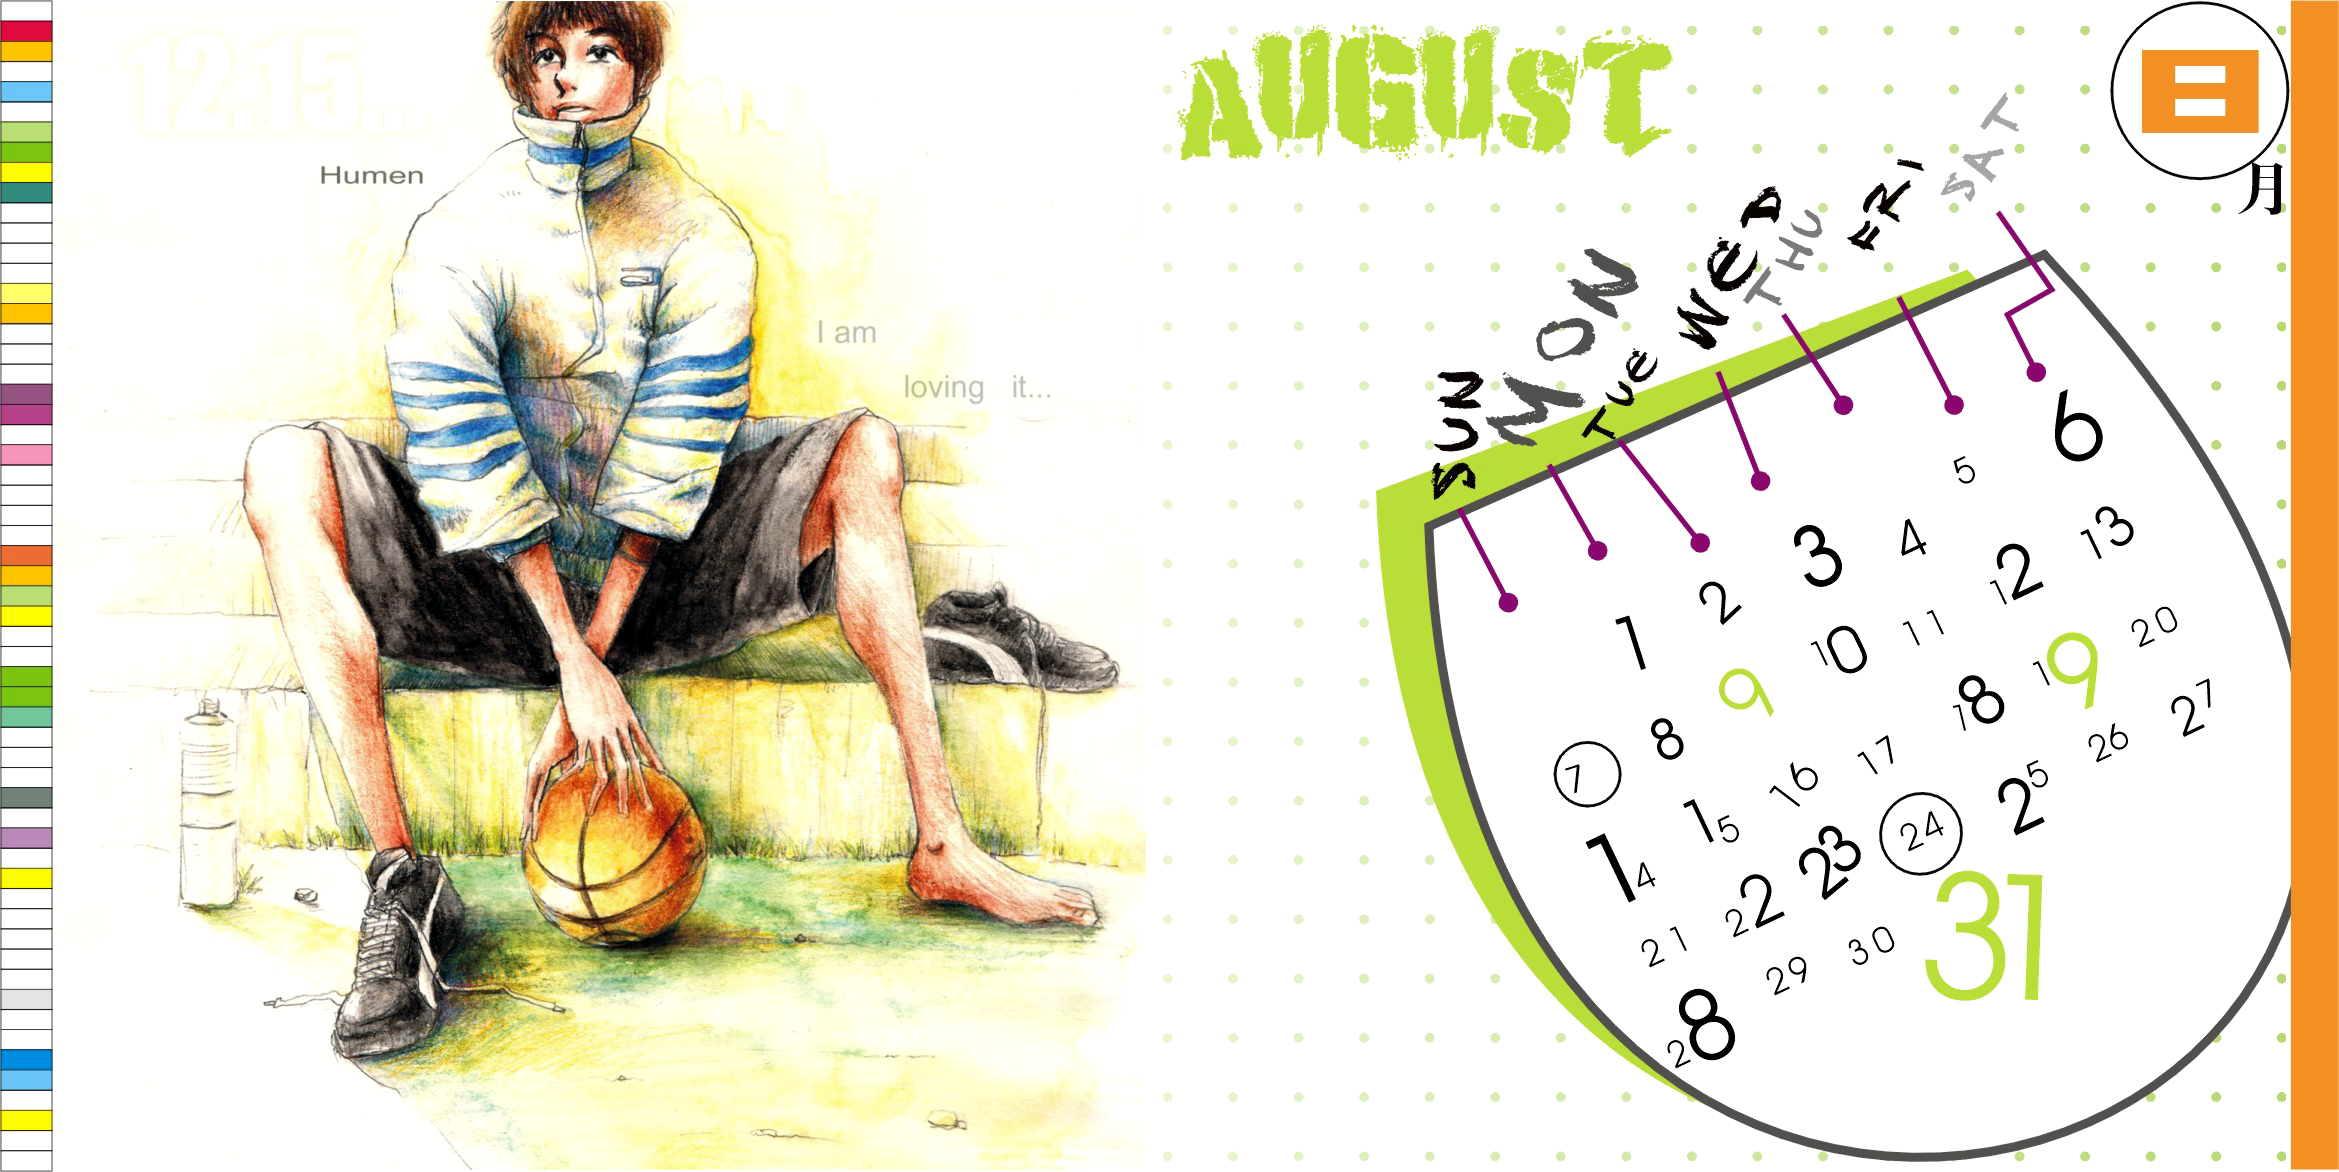 12.15...
Humen
I am
loving it...
AUGUST
8
月
SUN MON TUE WED THU FRI SAT
1 2 3 4 5 6
7 8 9 10 11 12 13
14 15 16 17 18 19 20
21 22 23 24 25 26 27
28 29 30 31